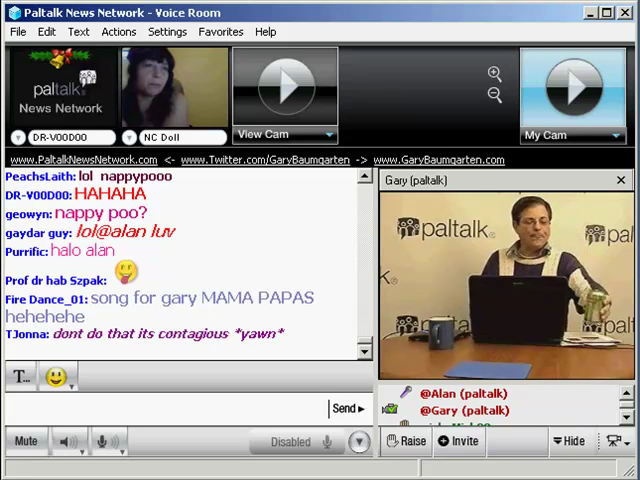 Paltalk News Network - Voice Room
File Edit Text Actions Settings Favorites Help
paltalk
News Network
DR-V00D00
NC Doll
View Cam
My Cam
www.PaltalkNewsNetwork.com <- www.Twitter.com/GaryBaumgarten -> www.GaryBaumgarten.com
PeachsLaith: lol nappypooo
DR-V00D00: HAHAHA
geowyn: nappy poo?
gaydar guy: lol@alan luv
Purrific: halo alan
Prof dr hab Szpak:
Fire Dance_01: song for gary MAMA PAPAS
hehehehe
TJonna: dont do that its contagious *yawn*
Gary (paltalk)
paltalk
paltalk
paltalk
@Alan (paltalk)
@Gary (paltalk)
T...
Send
Mute
Disabled
Raise
Invite
Hide